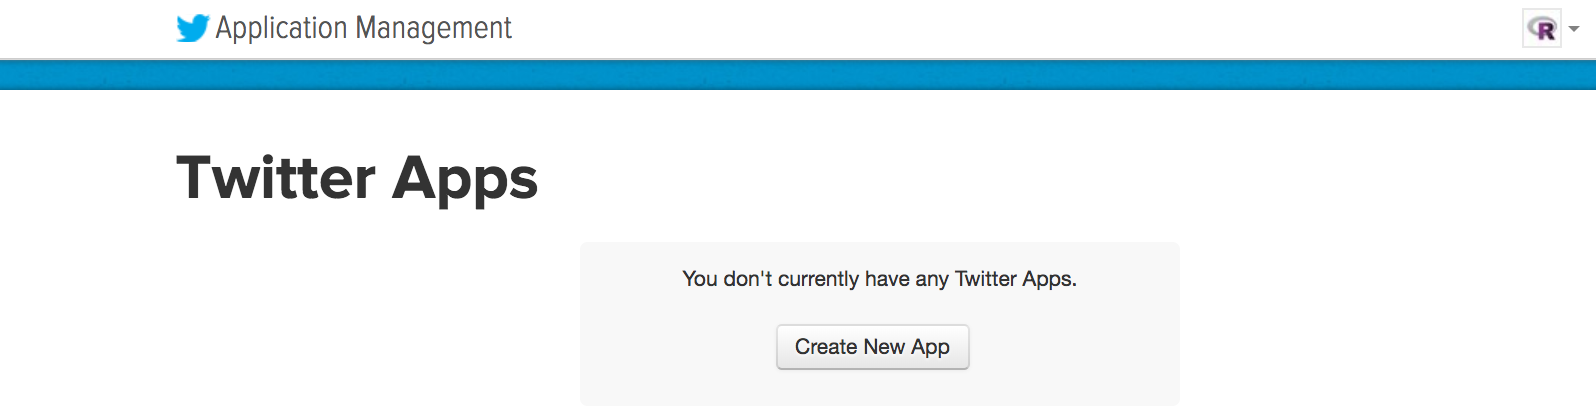 Application Management
R
Twitter Apps
You don't currently have any Twitter Apps.
Create New App